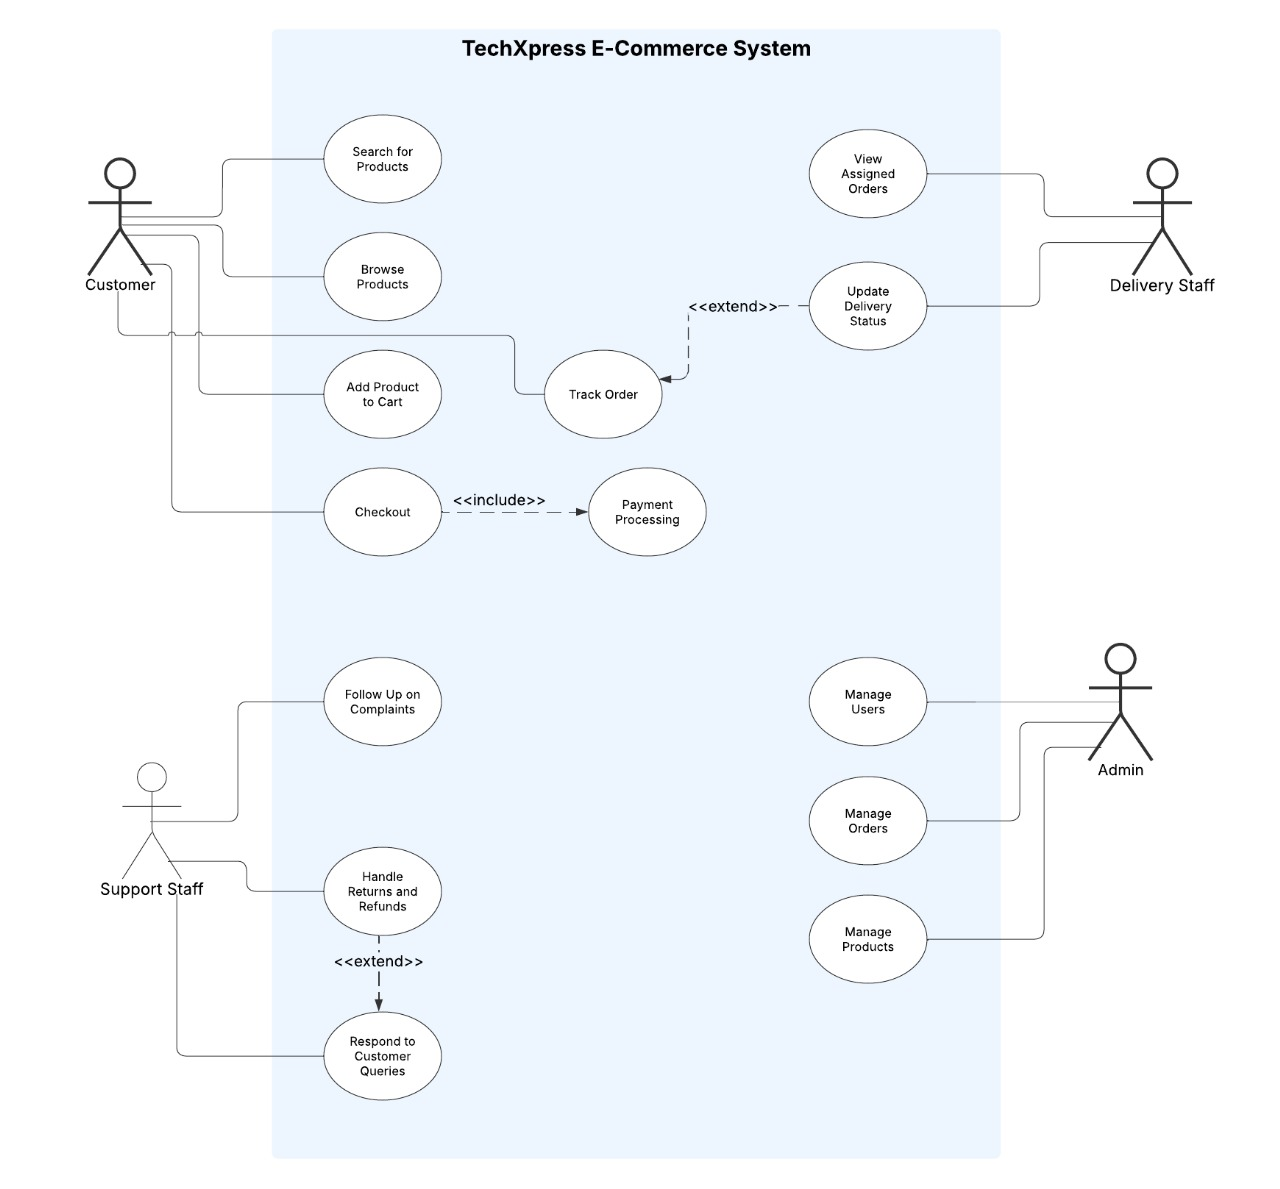 TechXpress E-Commerce System
Search for
Products
View
Assigned
Orders
Customer
Browse
Products
Delivery Staff
Update
Delivery
Status
<<extend>>
Add Product
to Cart
Track Order
Checkout
<<include>>
Payment
Processing
Follow Up on
Complaints
Manage
Users
Admin
Manage
Orders
Support Staff
Handle
Returns and
Refunds
Manage
Products
<<extend>>
Respond to
Customer
Queries